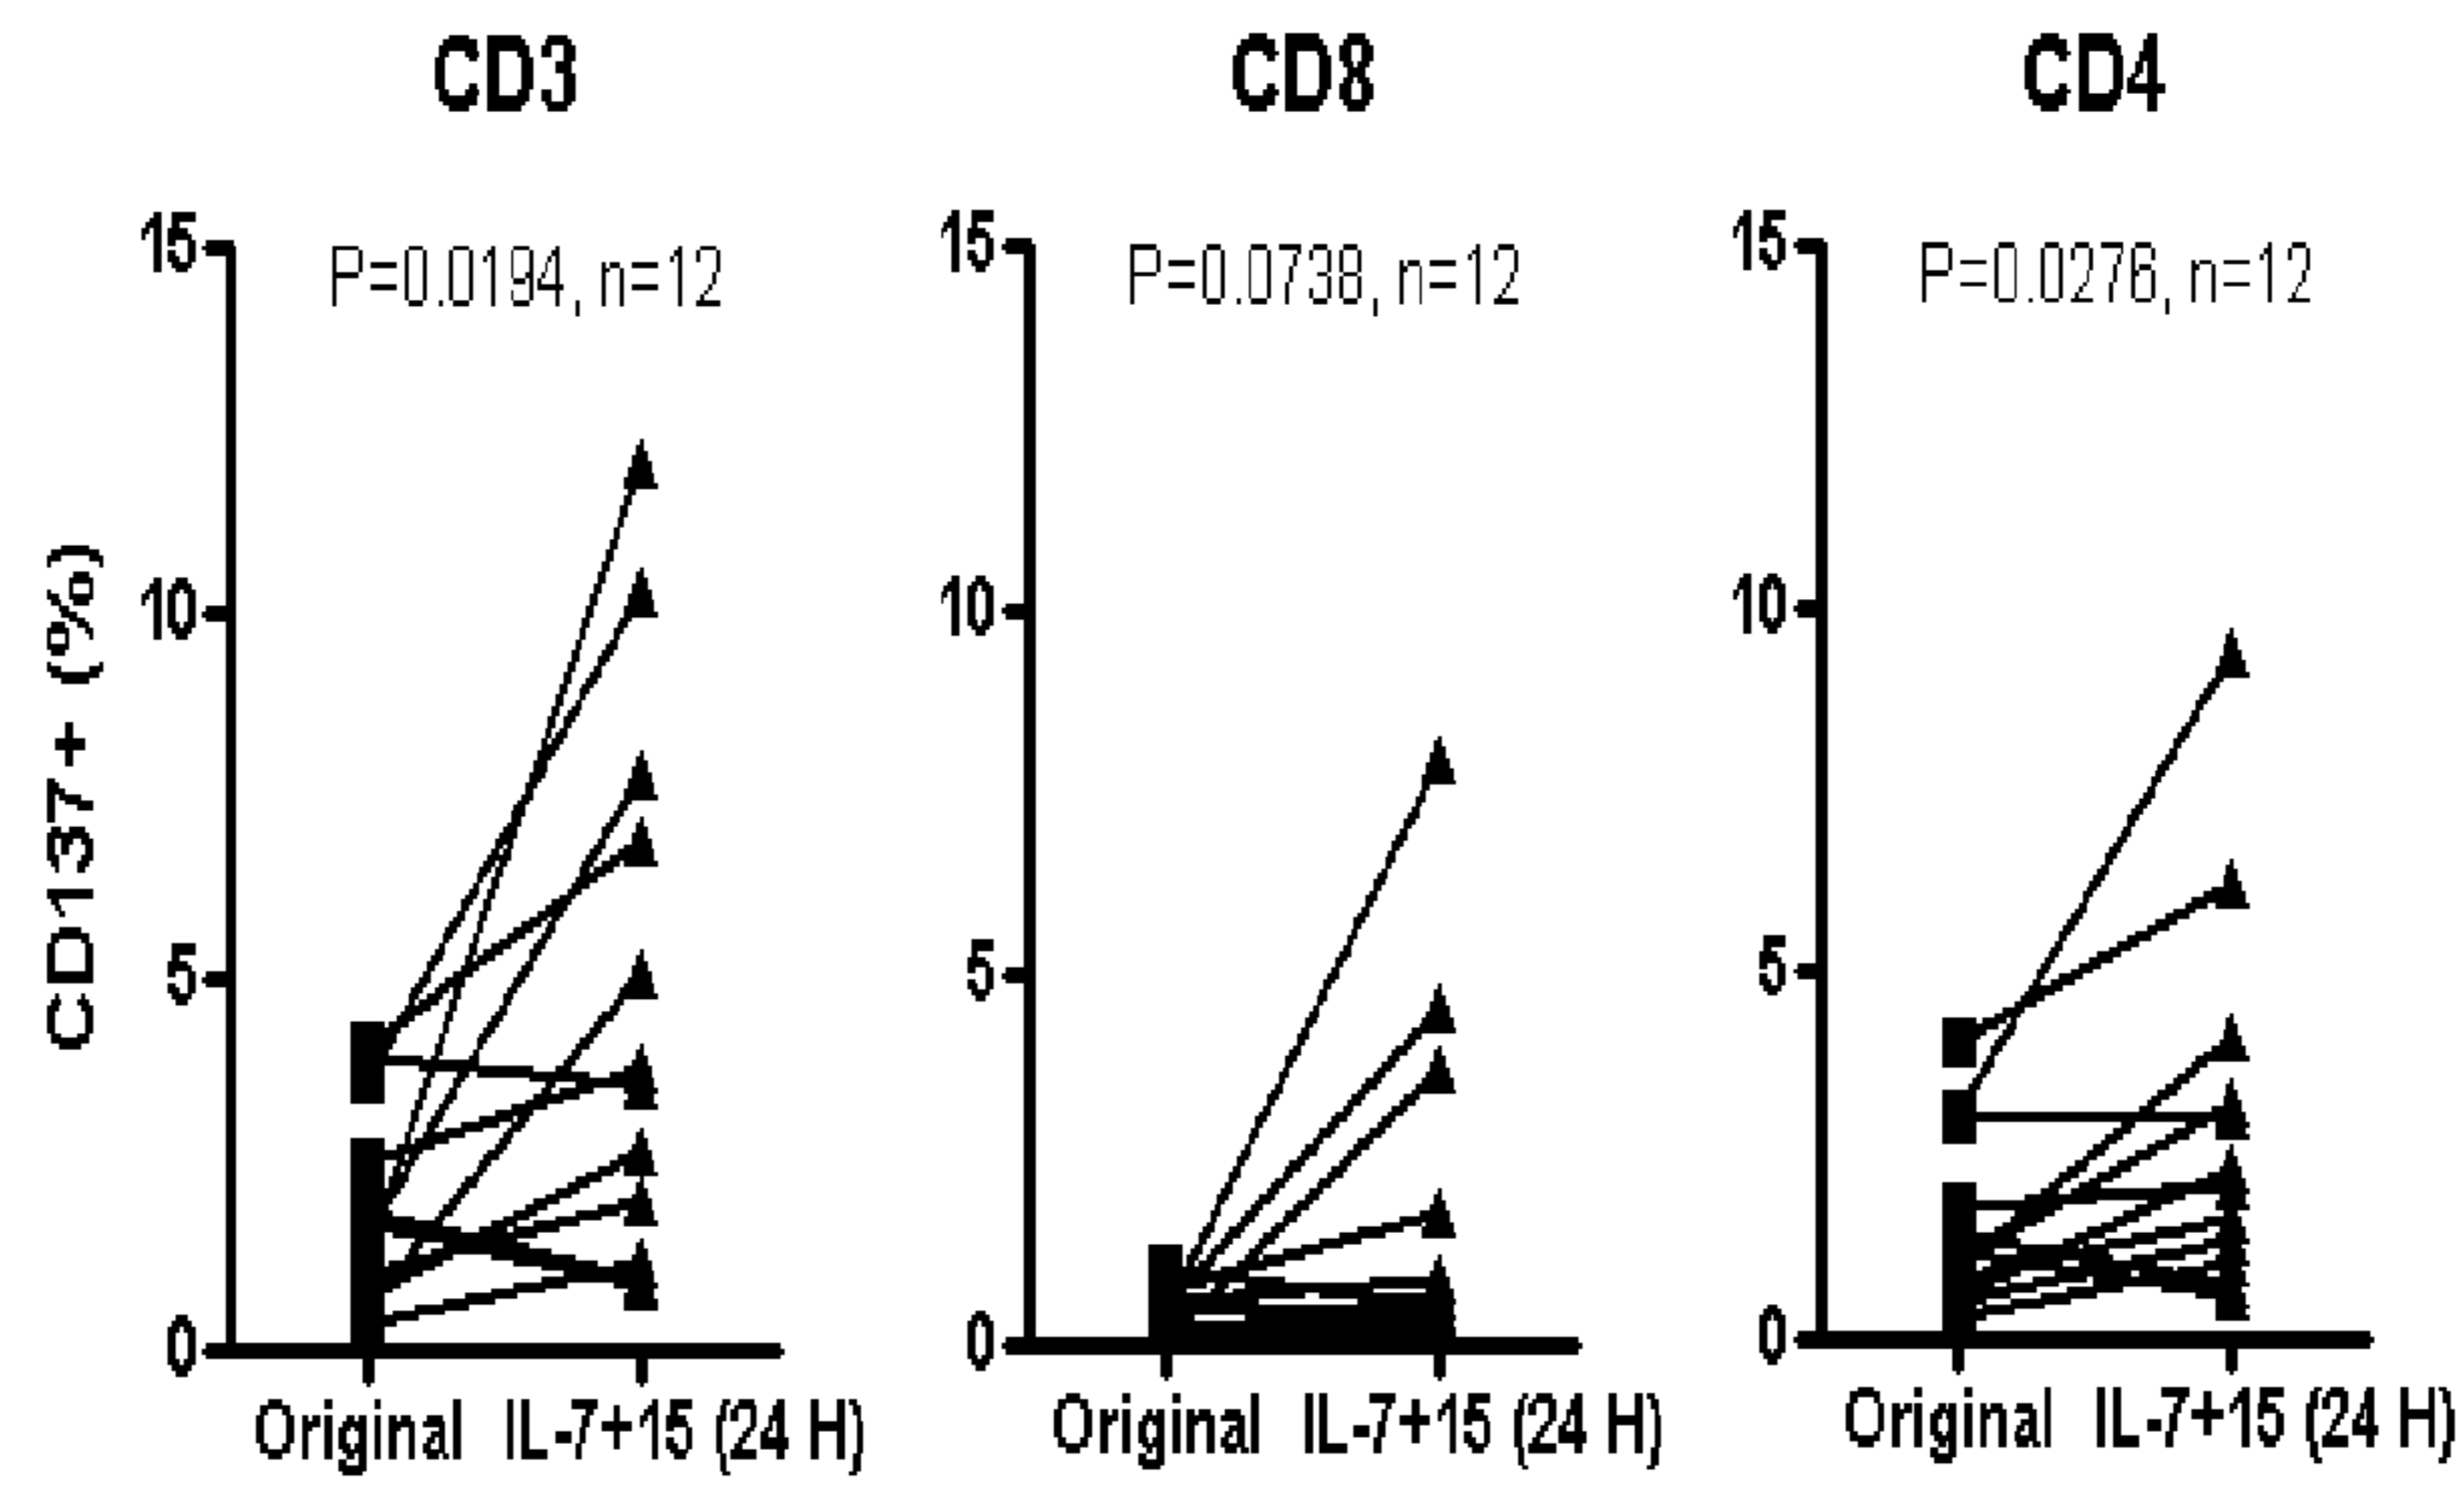 CD3
CD8
CD4
P=0.0194, n=12
P=0.0738, n=12
P=0.0276, n=12
CD137+ (%)
15
10
5
0
15
10
5
0
15
10
5
0
Original IL-7+15 (24 H)
Original IL-7+15 (24 H)
Original IL-7+15 (24 H)